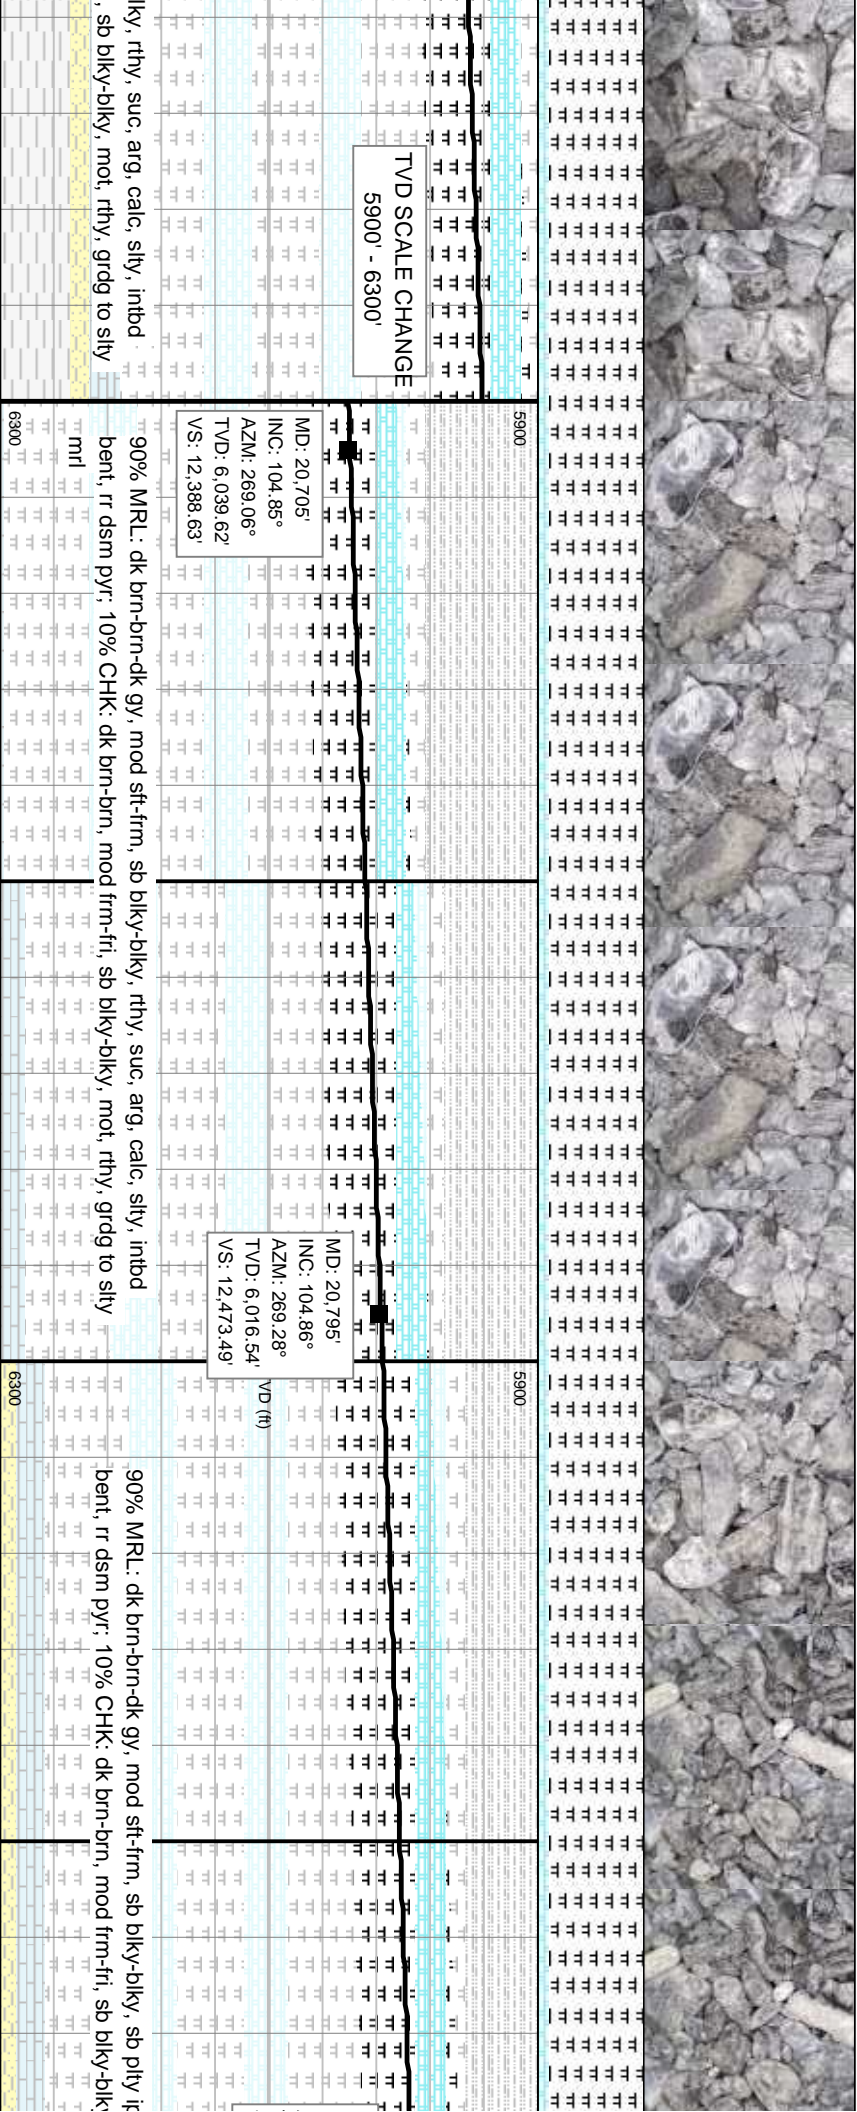 lky, rthy, suc, arg, calc, slty, intbd
, sb blky-blky, mot, rthy, grdg to slty
TVD SCALE CHANGE
5900' - 6300'
5900
6300
MD: 20,705'
INC: 104.85°
AZM: 269.06°
TVD: 6,039.62'
VS: 12,388.63'
90% MRL: dk brn-brn-dk gy, mod sft-frm, sb blky-blky, rthy, suc, arg, calc, slty, intbd
bent, rr dsm pyr; 10% CHK: dk brn-brn, mod frm-fri, sb blky-blky, mot, rthy, grdg to slty
mrl
MD: 20,795'
INC: 104.86°
AZM: 269.28°
TVD: 6,016.54'
VS: 12,473.49'
5900
VD (ft)
6300
90% MRL: dk brn-brn-dk gy, mod sft-frm, sb blky-blky, sb plty ip
bent, rr dsm pyr; 10% CHK: dk brn-brn, mod frm-fri, sb blky-blky